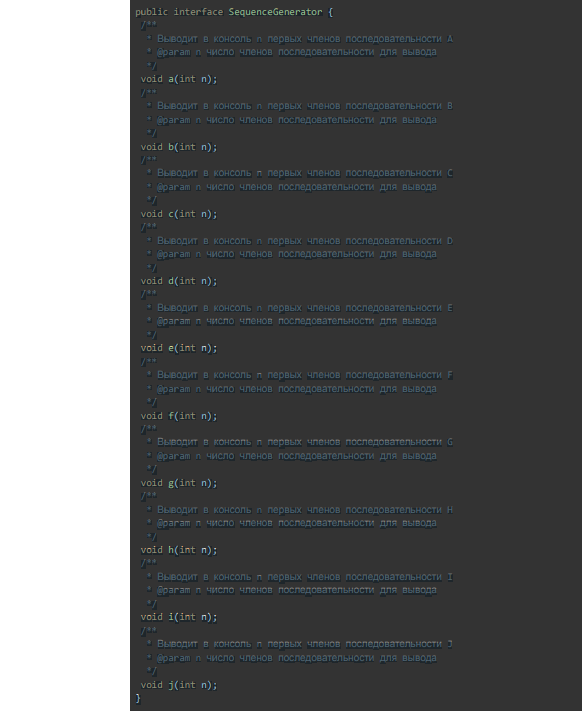 public interface SequenceGenerator {
/**
* Выводит в консоль n первых членов последовательности A
* @param n число членов последовательности для вывода
*/
void a(int n);
/**
* Выводит в консоль n первых членов последовательности B
* @param n число членов последовательности для вывода
*/
void b(int n);
/**
* Выводит в консоль n первых членов последовательности C
* @param n число членов последовательности для вывода
*/
void c(int n);
/**
* Выводит в консоль n первых членов последовательности D
* @param n число членов последовательности для вывода
*/
void d(int n);
/**
* Выводит в консоль n первых членов последовательности E
* @param n число членов последовательности для вывода
*/
void e(int n);
/**
* Выводит в консоль n первых членов последовательности F
* @param n число членов последовательности для вывода
*/
void f(int n);
/**
* Выводит в консоль n первых членов последовательности G
* @param n число членов последовательности для вывода
*/
void g(int n);
/**
* Выводит в консоль n первых членов последовательности H
* @param n число членов последовательности для вывода
*/
void h(int n);
/**
* Выводит в консоль n первых членов последовательности I
* @param n число членов последовательности для вывода
*/
void i(int n);
/**
* Выводит в консоль n первых членов последовательности J
* @param n число членов последовательности для вывода
*/
void j(int n);
}